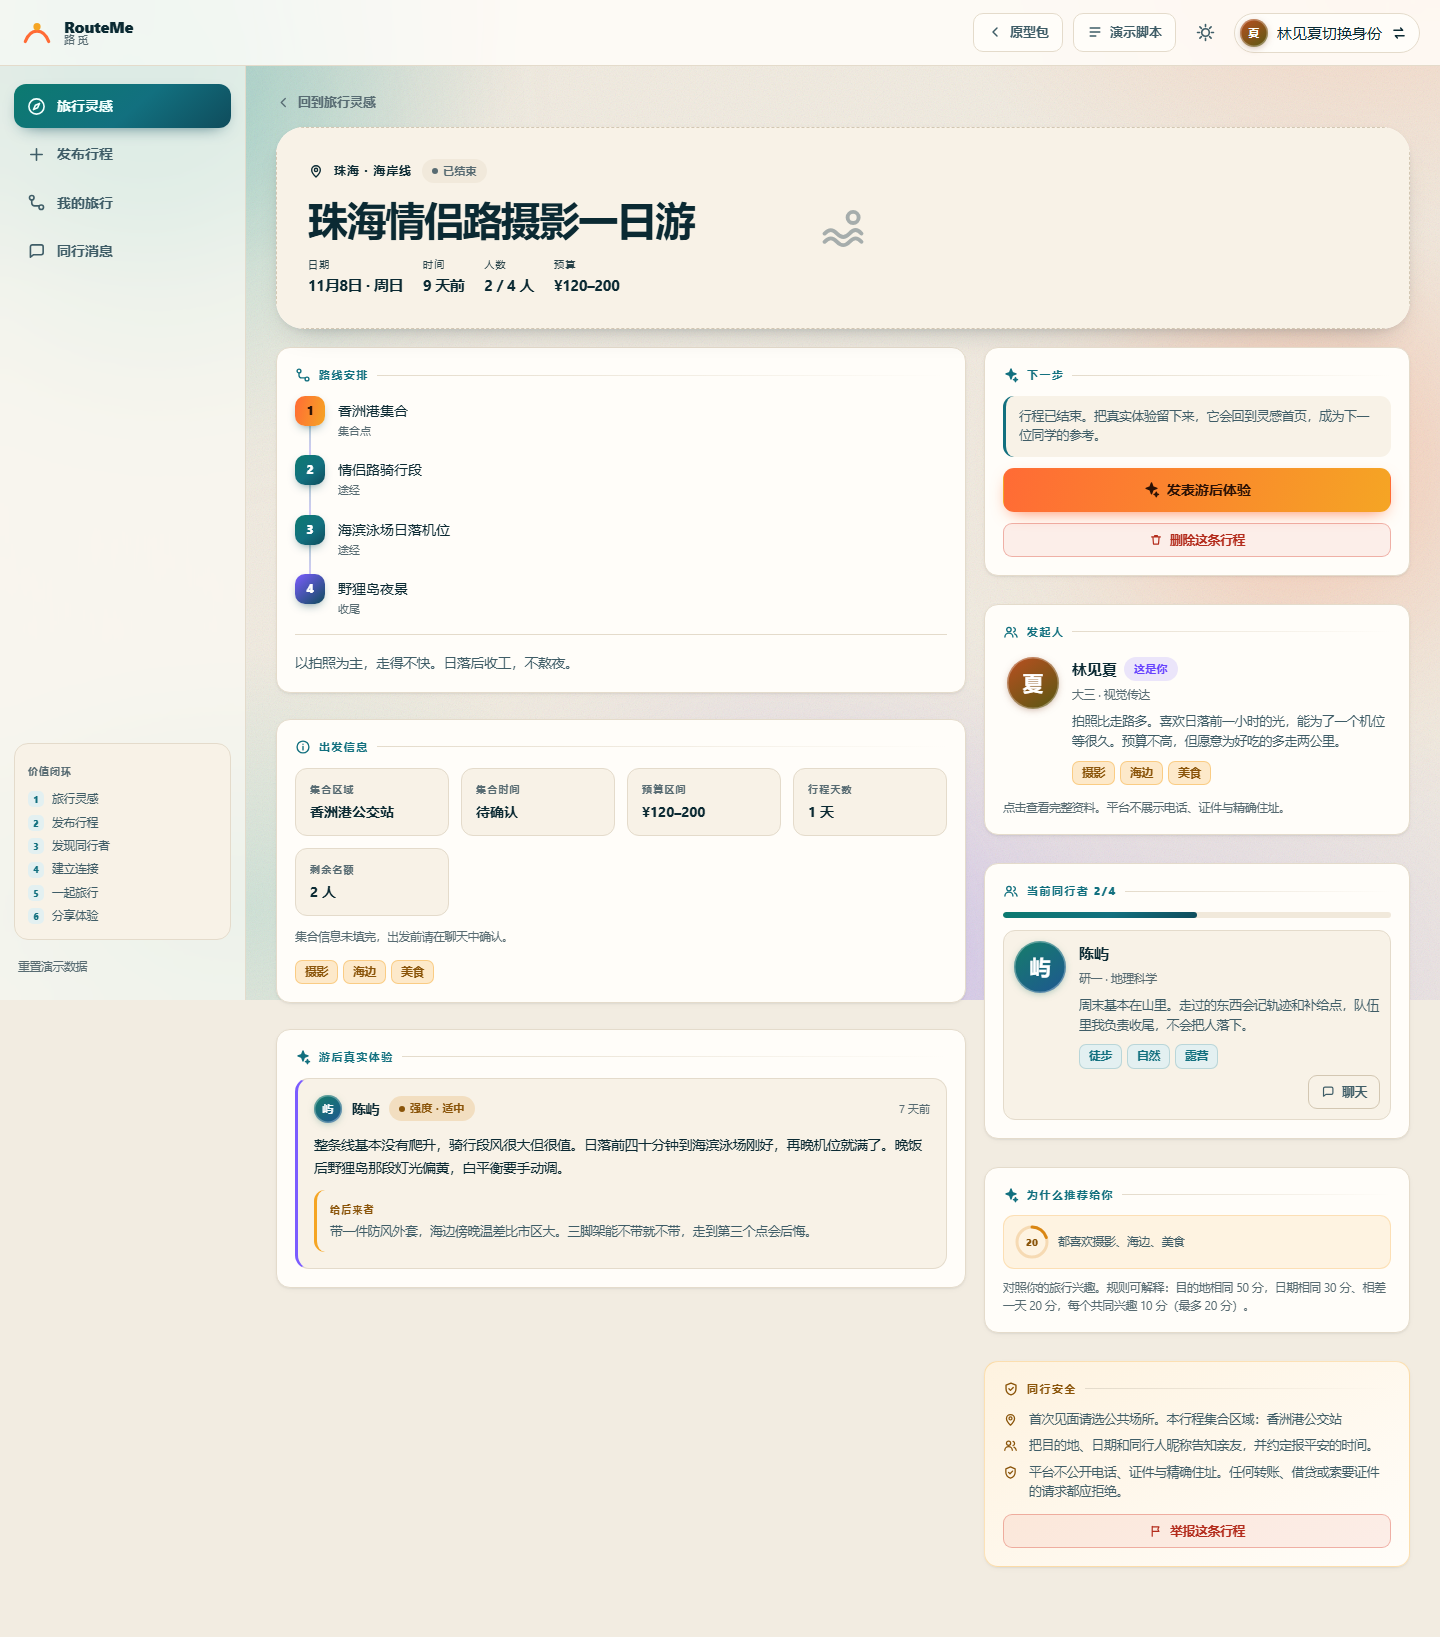 RouteMe
路觅
原型包
演示脚本
夏
林见夏切换身份
旅行灵感
发布行程
我的旅行
同行消息
价值闭环
1 旅行灵感
2 发布行程
3 发现同行者
4 建立连接
5 一起旅行
6 分享体验
重置演示数据
回到旅行灵感
珠海 · 海岸线
已结束
珠海情侣路摄影一日游
日期 时间 人数 预算
11月8日 · 周日 9 天前 2 / 4 人 ¥120–200
路线安排
1 香洲港集合
集合点
2 情侣路骑行段
途经
3 海滨泳场日落机位
途经
4 野狸岛夜景
收尾
以拍照为主，走得不快。日落后收工，不熬夜。
出发信息
集合区域
香洲港公交站
集合时间
待确认
预算区间
¥120–200
行程天数
1 天
剩余名额
2 人
集合信息未填完，出发前请在聊天中确认。
摄影 海边 美食
游后真实体验
屿 陈屿 强度 · 适中 7 天前
整条线基本没有爬升，骑行段风很大但很值。日落前四十分钟到海滨泳场刚好，再晚机位就满了。晚饭
后野狸岛那段灯光偏黄，白平衡要手动调。
给后来者
带一件防风外套，海边傍晚温差比市区大。三脚架能不带就不带，走到第三个点会后悔。
下一步
行程已结束。把真实体验留下来，它会回到灵感首页，成为下一
位同学的参考。
发表游后体验
删除这条行程
发起人
夏
林见夏 这是你
大三 · 视觉传达
拍照比走路多。喜欢日落前一小时的光，能为了一个机位
等很久。预算不高，但愿意为好吃的多走两公里。
摄影 海边 美食
点击查看完整资料。平台不展示电话、证件与精确住址。
当前同行者 2/4
屿
陈屿
研一 · 地理科学
周末基本在山里。走过的东西会记轨迹和补给点，队伍
里我负责收尾，不会把人落下。
徒步 自然 露营
聊天
为什么推荐给你
20 都喜欢摄影、海边、美食
对照你的旅行兴趣。规则可解释：目的地相同 50 分，日期相同 30 分、相差
一天 20 分，每个共同兴趣 10 分（最多 20 分）。
同行安全
首次见面请选公共场所。本行程集合区域：香洲港公交站
把目的地、日期和同行人昵称告知亲友，并约定报平安的时间。
平台不公开电话、证件与精确住址。任何转账、借贷或索要证件
的请求都应拒绝。
举报这条行程